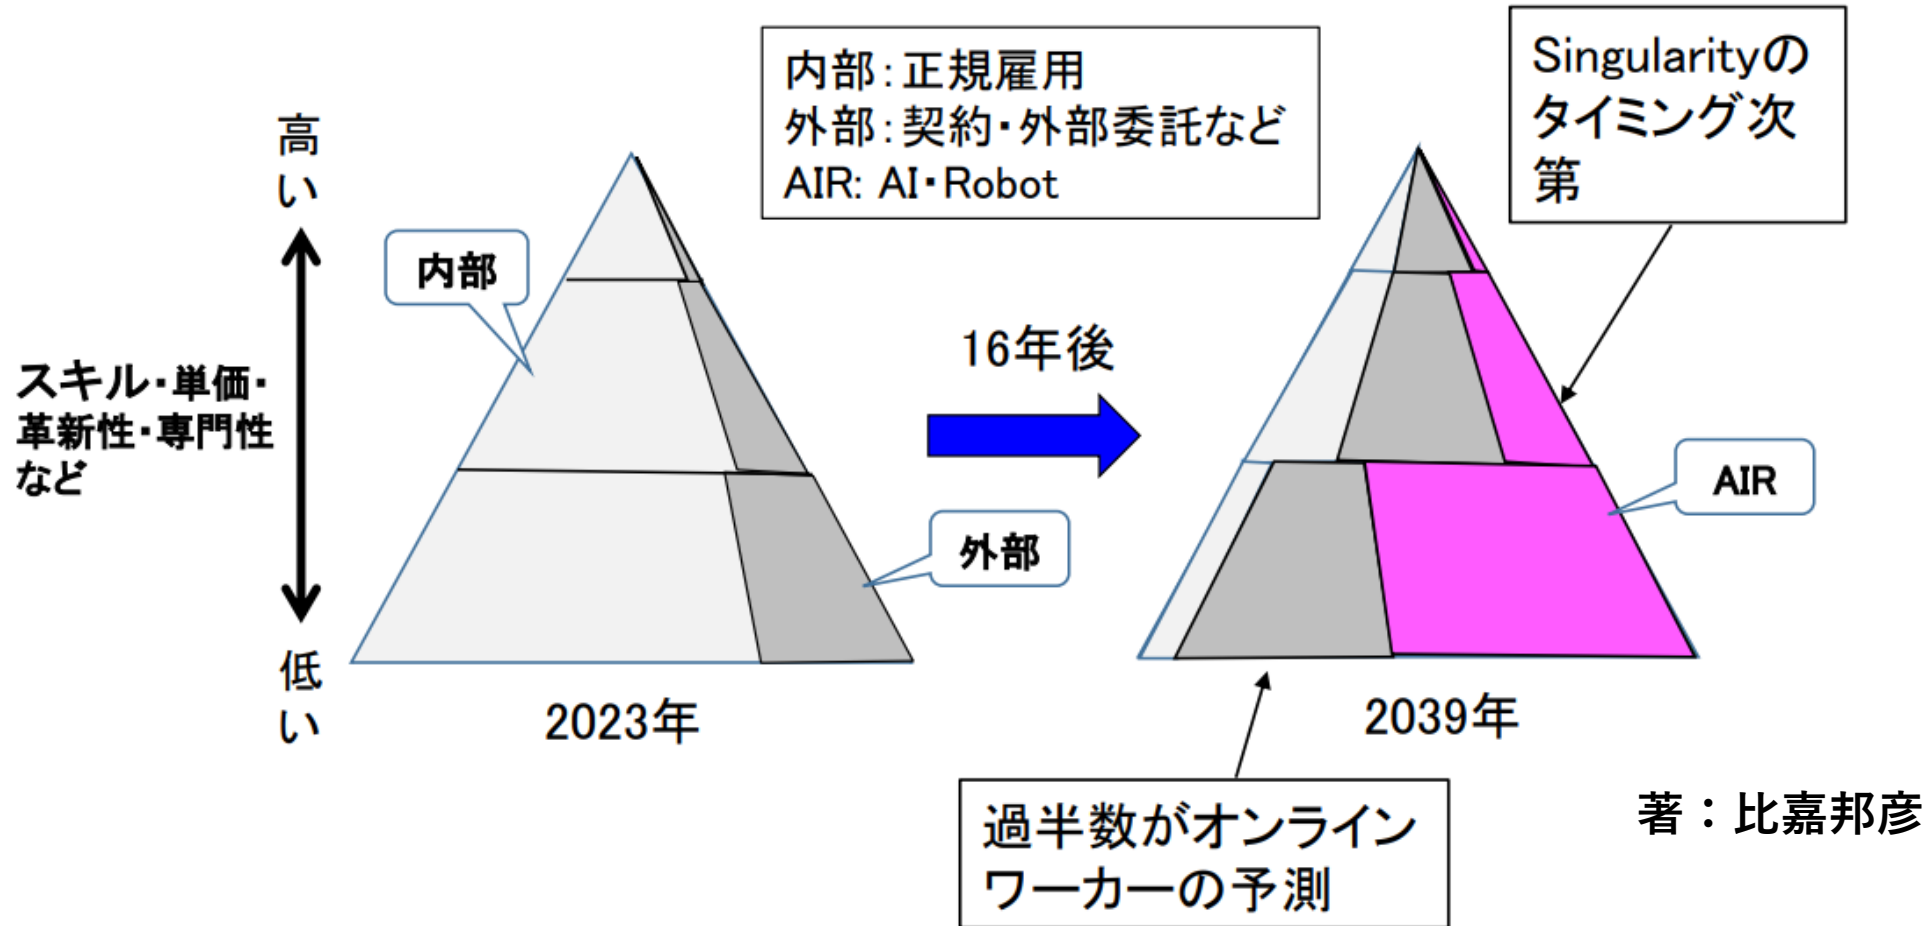 内部：正規雇用
外部：契約・外部委託など
AIR: AI・Robot
Singularityの
タイミング次
第
高い
内部
スキル・単価・
革新性・専門性
など
16年後
AIR
外部
低い
2023年
2039年
過半数がオンライン
ワーカーの予測
著：比嘉邦彦